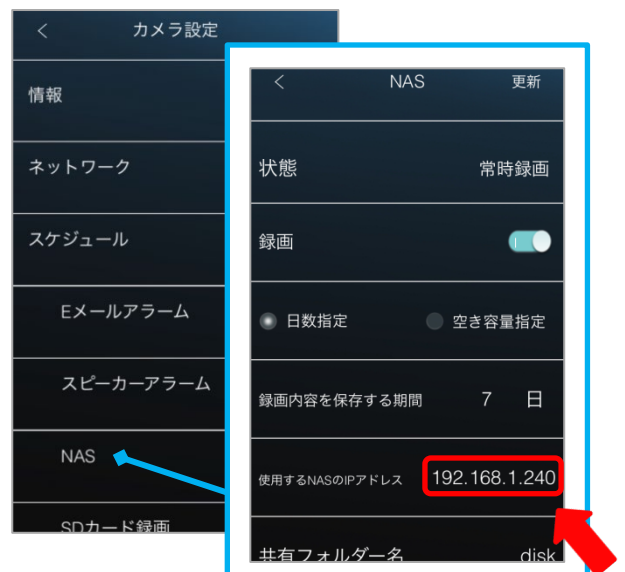 < カメラ設定
情報
ネットワーク
スケジュール
Eメールアラーム
スピーカーアラーム
NAS
SDカード録画
< NAS 更新
状態 常時録画
録画
日数指定 空き容量指定
録画内容を保存する期間 7 日
使用するNASのIPアドレス 192.168.1.240
共有フォルダー名 disk